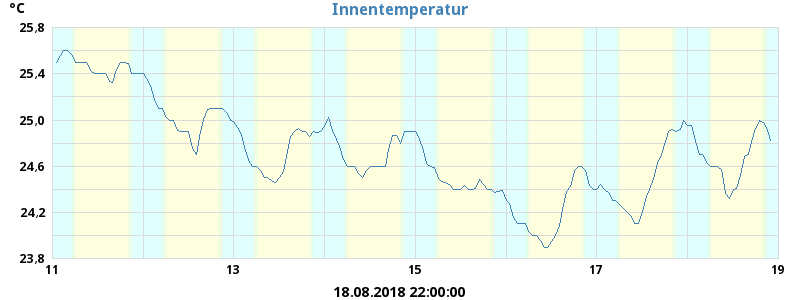 Innentemperatur
°C
25,8
25,4
25,0
24,6
24,2
23,8
11 13 15 17 19
18.08.2018 22:00:00